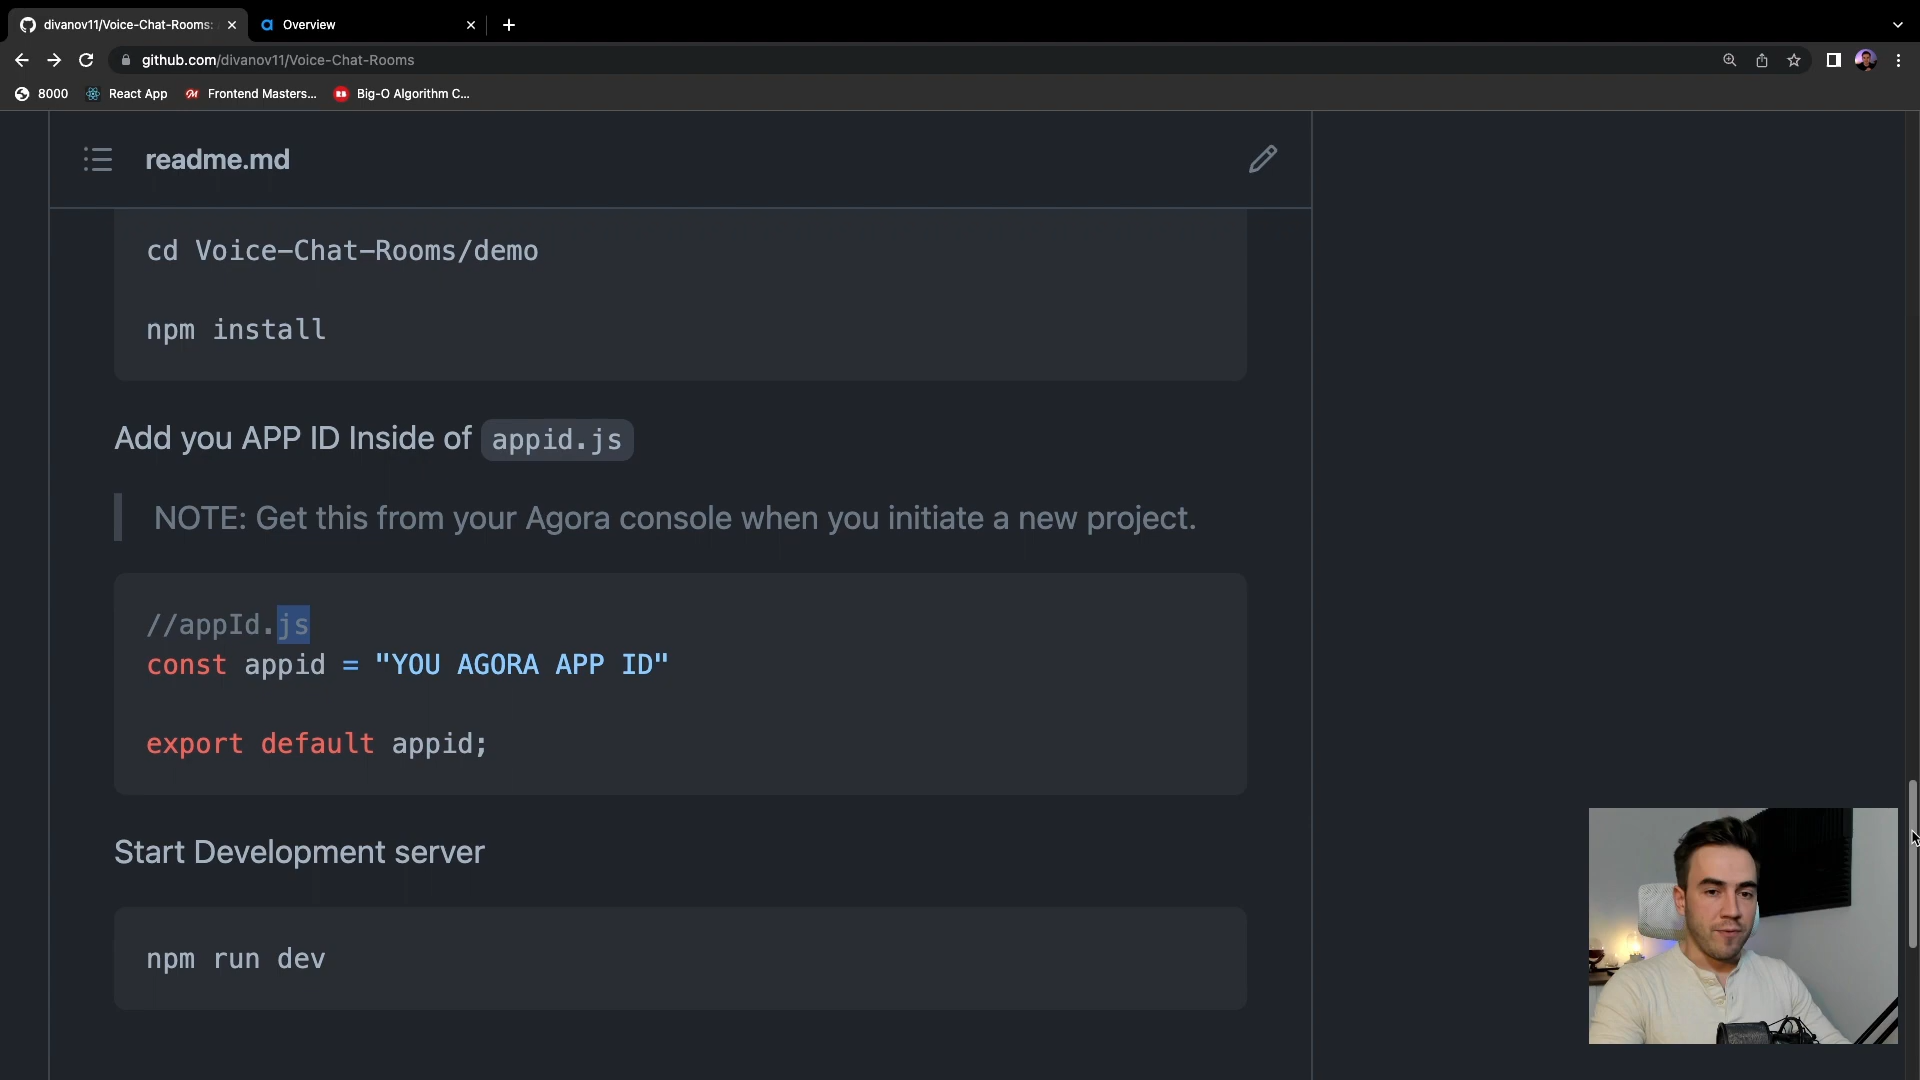 divanov11/Voice-Chat-Rooms:
Overview
github.com/divanov11/Voice-Chat-Rooms
8000
React App
Frontend Masters...
Big-O Algorithm C...
readme.md
cd Voice-Chat-Rooms/demo
npm install
Add you APP ID Inside of appid.js
NOTE: Get this from your Agora console when you initiate a new project.
//appId.js
const appid = "YOU AGORA APP ID"
export default appid;
Start Development server
npm run dev